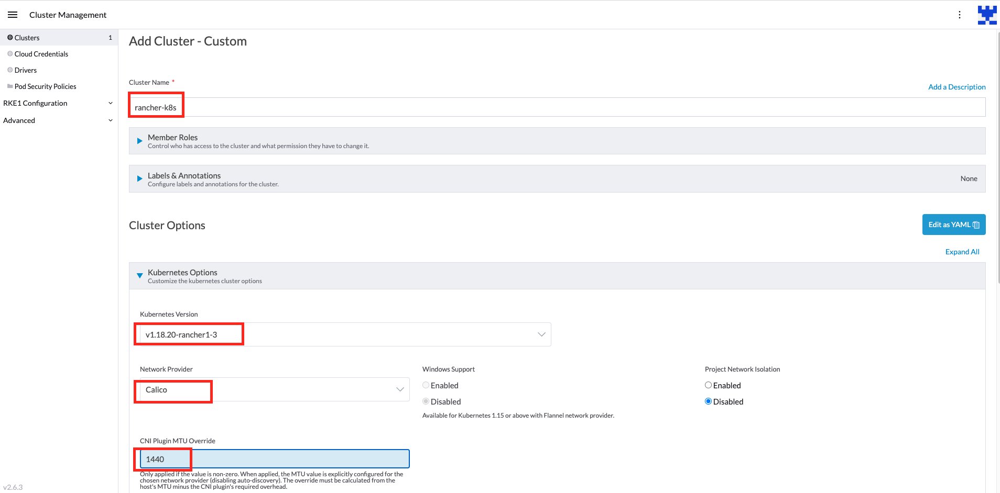 Cluster Management
Clusters 1
Cloud Credentials
Drivers
Pod Security Policies
RKE1 Configuration
Advanced
v2.6.3
Add Cluster - Custom
Cluster Name *
Add a Description
rancher-k8s
Member Roles
Control who has access to the cluster and what permission they have to change it.
Labels & Annotations
Configure labels and annotations for the cluster.
None
Cluster Options
Edit as YAML
Expand All
Kubernetes Options
Customize the kubernetes cluster options
Kubernetes Version
v1.18.20-rancher1-3
Network Provider
Calico
Windows Support
Enabled
Disabled
Available for Kubernetes 1.15 or above with Flannel network provider.
Project Network Isolation
Enabled
Disabled
CNI Plugin MTU Override
1440
Only applied if the value is non-zero. When applied, the MTU value is explicitly configured for the
chosen network provider (disabling auto-discovery). The override must be calculated from the
host's MTU minus the CNI plugin's required overhead.